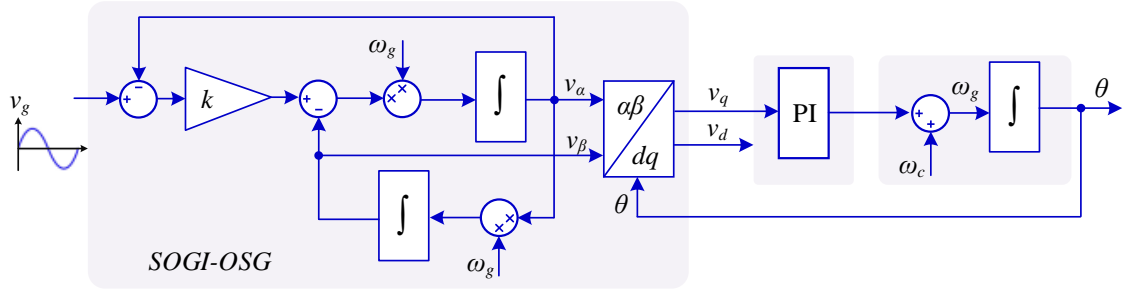 v_g
+
−
k
+
−
ω_g
×
×
∫
v_α
v_β
∫
×
×
ω_g
SOGI-OSG
αβ
dq
θ
v_q
v_d
PI
+
+
ω_c
ω_g
∫
θ